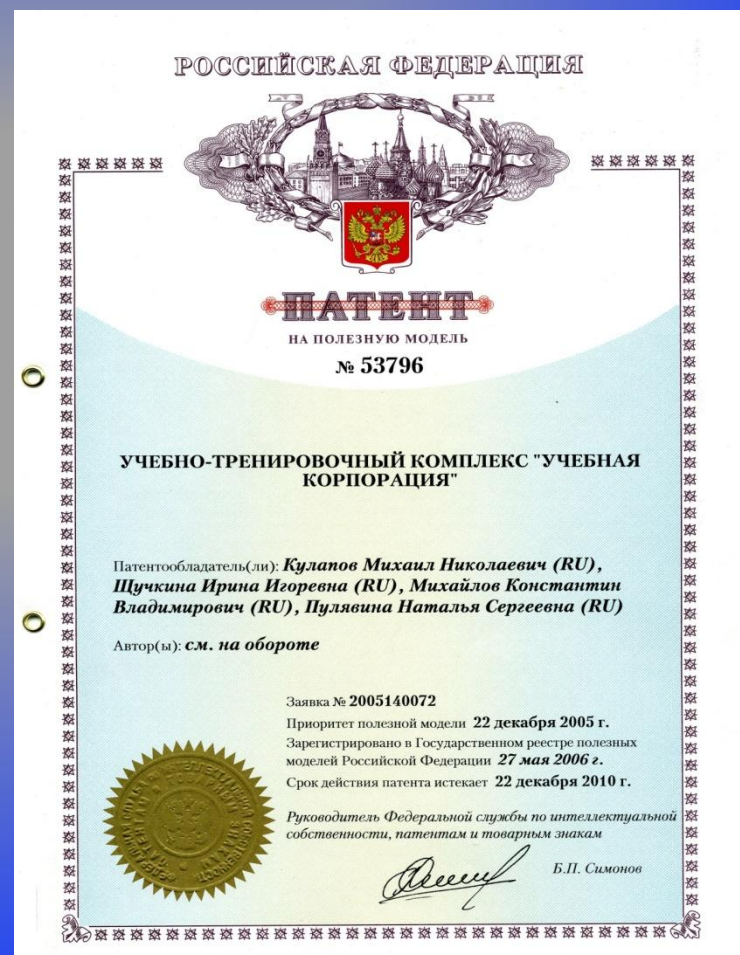 РОССИЙСКАЯ ФЕДЕРАЦИЯ
ПАТЕНТ
НА ПОЛЕЗНУЮ МОДЕЛЬ
№ 53796
УЧЕБНО-ТРЕНИРОВОЧНЫЙ КОМПЛЕКС "УЧЕБНАЯ
КОРПОРАЦИЯ"
Патентообладатель(ли): Кулапов Михаил Николаевич (RU),
Щучкина Ирина Игоревна (RU), Михайлов Константин
Владимирович (RU), Пулявина Наталья Сергеевна (RU)
Автор(ы): см. на обороте
Заявка № 2005140072
Приоритет полезной модели 22 декабря 2005 г.
Зарегистрировано в Государственном реестре полезных
моделей Российской Федерации 27 мая 2006 г.
Срок действия патента истекает 22 декабря 2010 г.
Руководитель Федеральной службы по интеллектуальной
собственности, патентам и товарным знакам
Б.П. Симонов